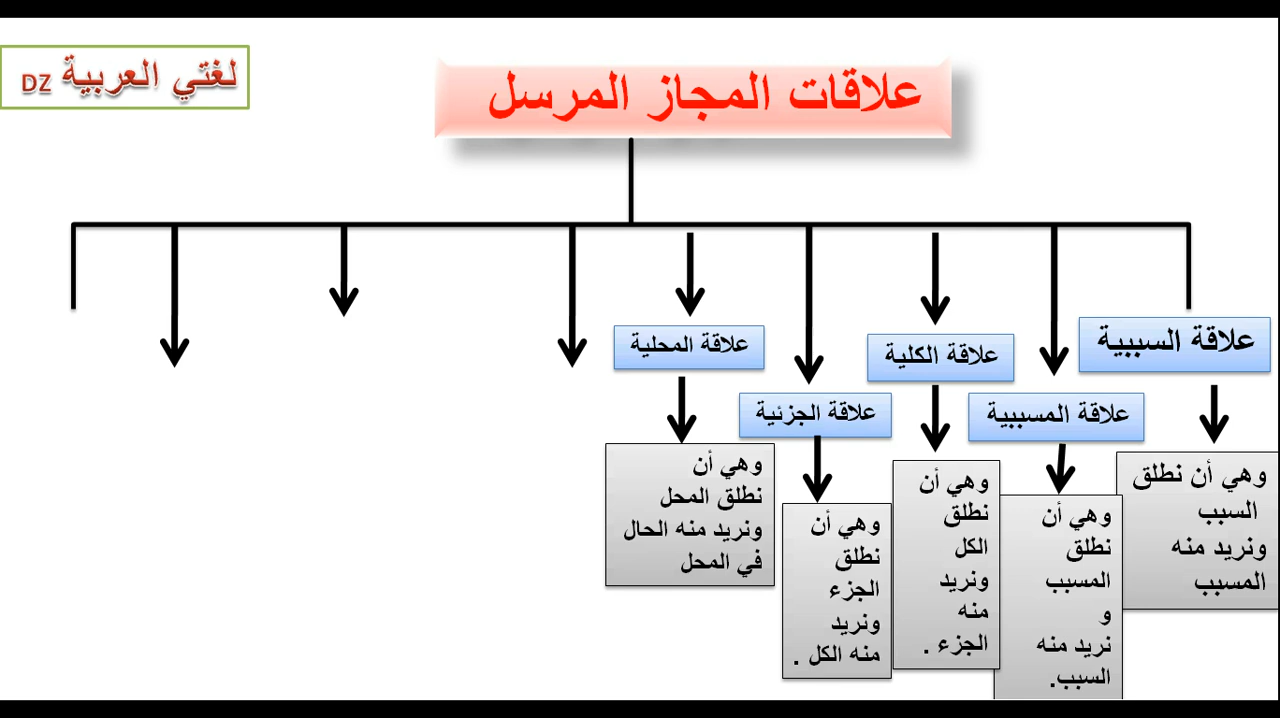 لغتي العربية DZ
علاقات المجاز المرسل
علاقة السببية
وهي أن نطلق
السبب
ونريد منه
المسبب
علاقة المسببية
وهي أن
نطلق
المسبب
و
نريد منه
السبب.
علاقة الكلية
وهي أن
نطلق
الكل
ونريد
منه
الجزء .
علاقة الجزئية
وهي أن
نطلق
الجزء
ونريد
منه الكل .
علاقة المحلية
وهي أن
نطلق المحل
ونريد منه الحال
في المحل